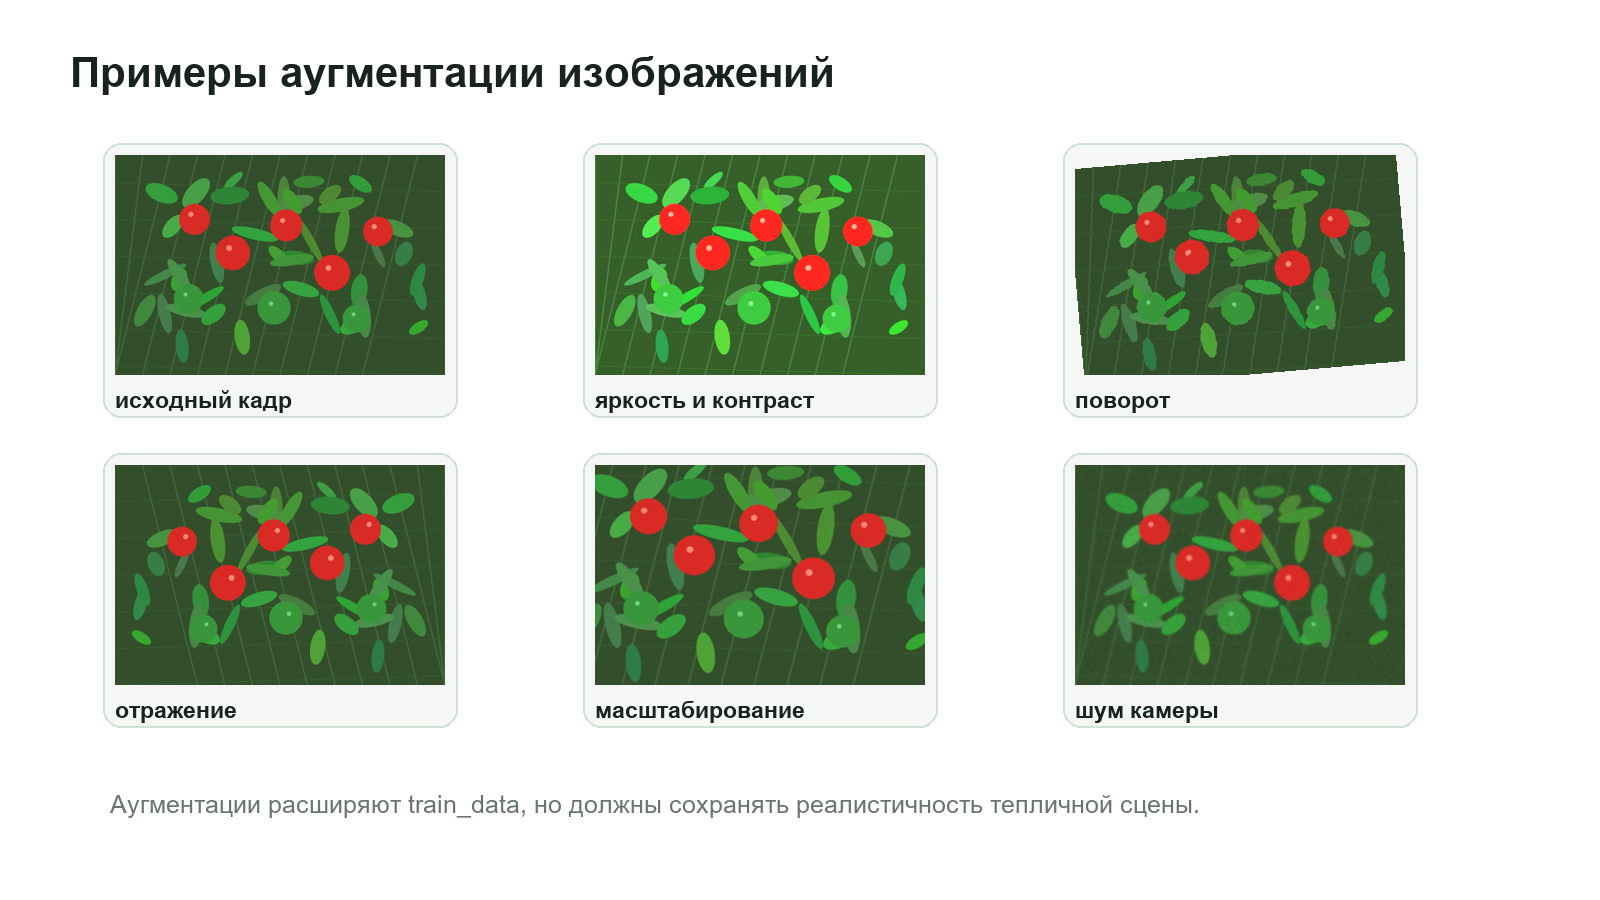 Примеры аугментации изображений
исходный кадр
яркость и контраст
поворот
отражение
масштабирование
шум камеры
Аугментации расширяют train_data, но должны сохранять реалистичность тепличной сцены.